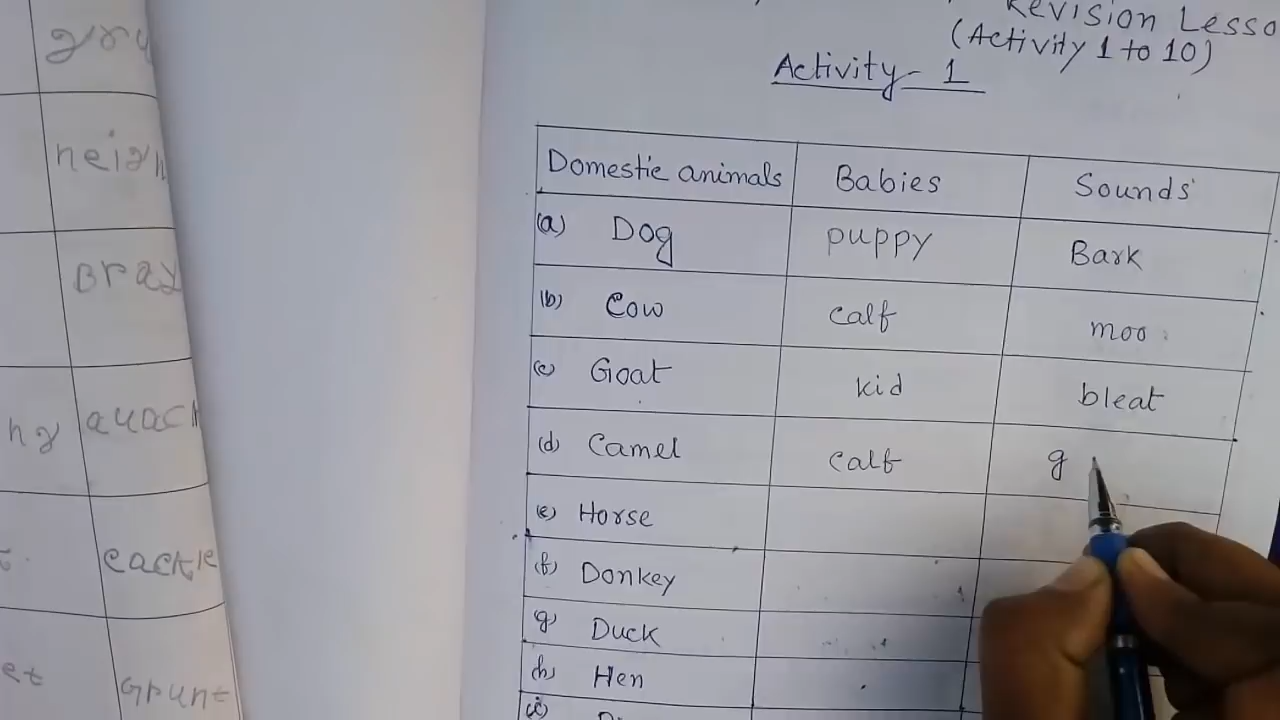 neigh
Bray
quack
cackle
Grunt
Revision Lesso
(Activity 1 to 10)
Activity - 1
Domestic animals Babies Sounds
(a) Dog puppy Bark
(b) Cow calf moo
(c) Goat kid bleat
(d) Camel calf g
(e) Horse
(f) Donkey
(g) Duck
(h) Hen
(i)